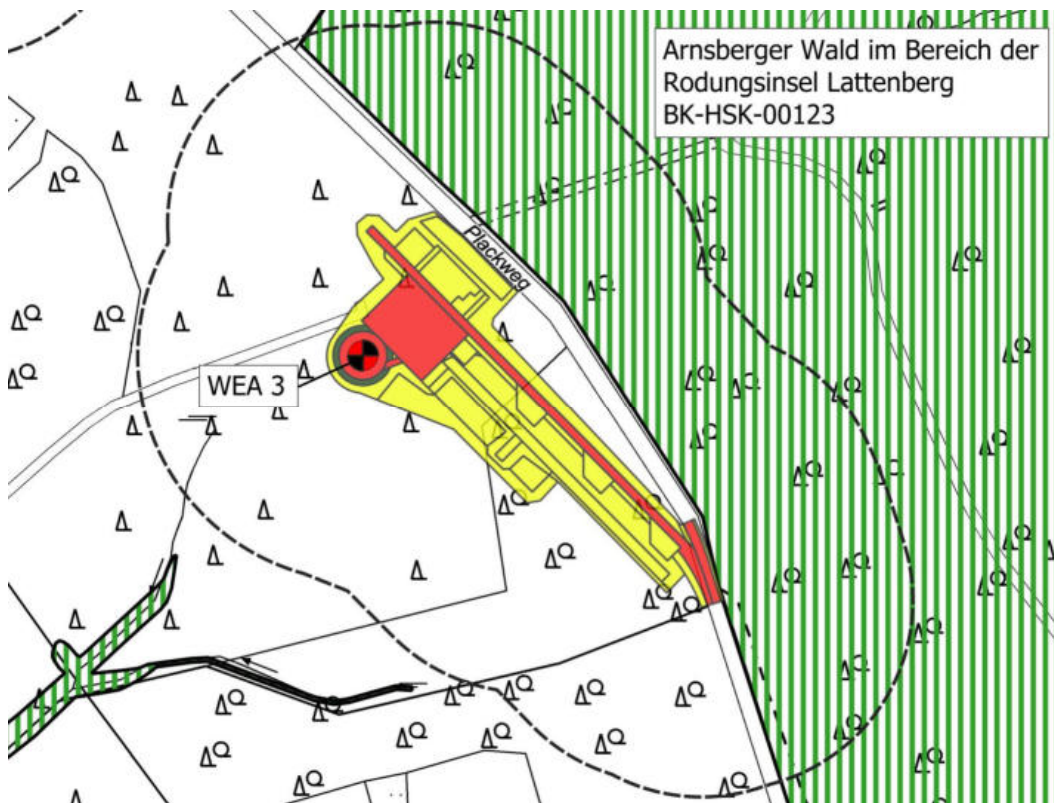 Arnsberger Wald im Bereich der
Rodungsinsel Lattenberg
BK-HSK-00123
Plackweg
WEA 3